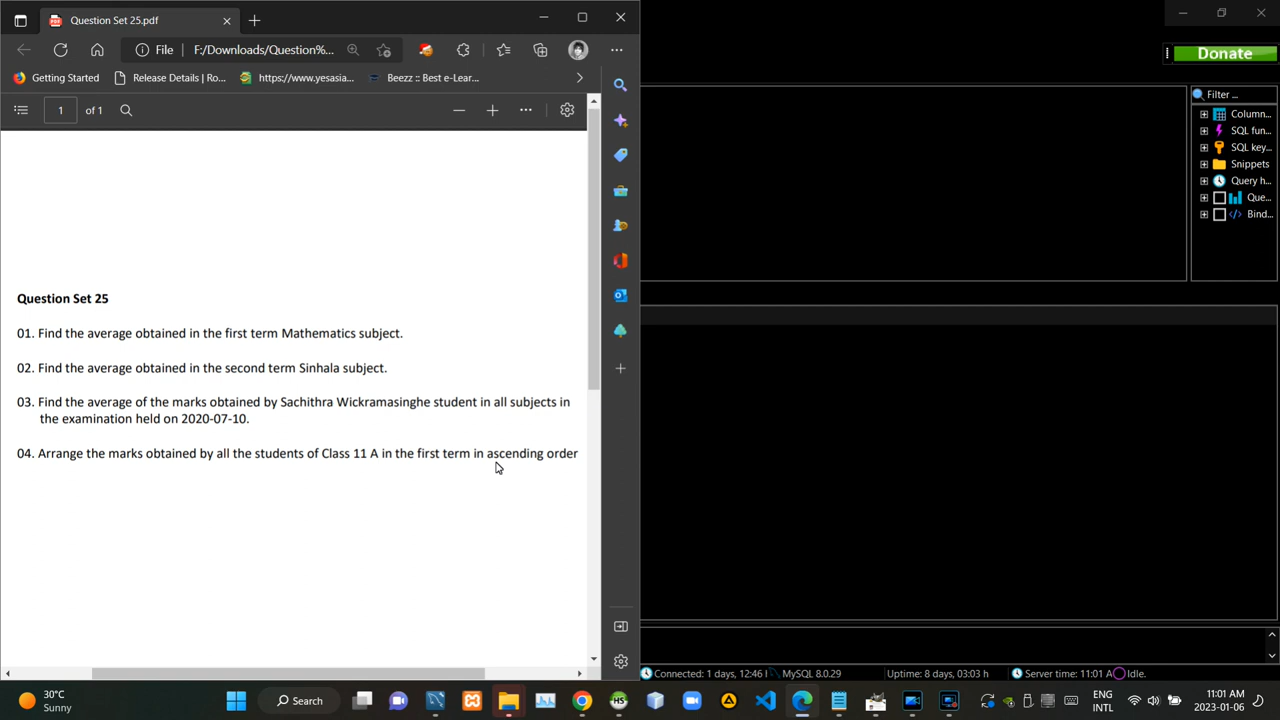 Question Set 25.pdf
Donate
File
F:/Downloads/Question%...
Getting Started
Release Details | Ro...
https://www.yesasia...
Beezz :: Best e-Lear...
Filter ...
1
of 1
Column...
SQL fun...
SQL key...
Snippets
Query h...
Que...
Bind...
Question Set 25
01. Find the average obtained in the first term Mathematics subject.
02. Find the average obtained in the second term Sinhala subject.
03. Find the average of the marks obtained by Sachithra Wickramasinghe student in all subjects in
the examination held on 2020-07-10.
04. Arrange the marks obtained by all the students of Class 11 A in the first term in ascending order
Connected: 1 days, 12:46 l
MySQL 8.0.29
Uptime: 8 days, 03:03 h
Server time: 11:01 A
Idle.
30°C
Sunny
Search
ENG
INTL
11:01 AM
2023-01-06